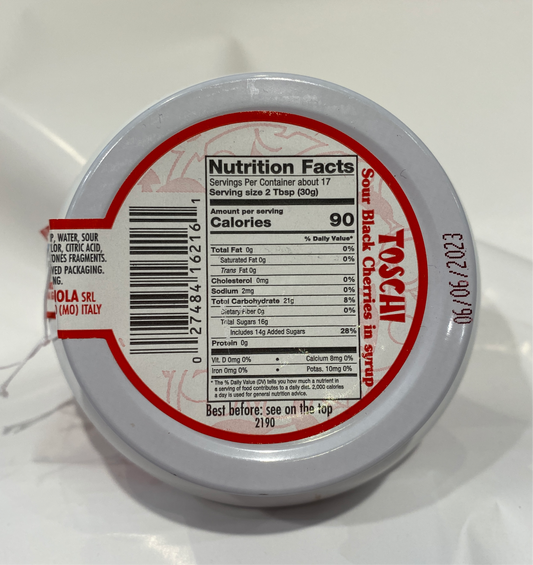 P, WATER, SOUR
LOR, CITRIC ACID,
ONES FRAGMENTS.
ED PACKAGING.
NG.
OLA SRL
(MO) ITALY
0 27484 16216 1
Nutrition Facts
Servings Per Container about 17
Serving size 2 Tbsp (30g)
Amount per serving
Calories 90
% Daily Value*
Total Fat 0g 0%
Saturated Fat 0g 0%
Trans Fat 0g
Cholesterol 0mg 0%
Sodium 2mg 0%
Total Carbohydrate 21g 8%
Dietary Fiber 0g 0%
Total Sugars 16g
Includes 14g Added Sugars 28%
Protein 0g
Vit. D 0mg 0% • Calcium 8mg 0%
Iron 0mg 0% • Potas. 10mg 0%
* The % Daily Value (DV) tells you how much a nutrient in
a serving of food contributes to a daily diet. 2,000 calories
a day is used for general nutrition advice.
Best before: see on the top
2190
TOSCHI
Sour Black Cherries in syrup
06/06/2023